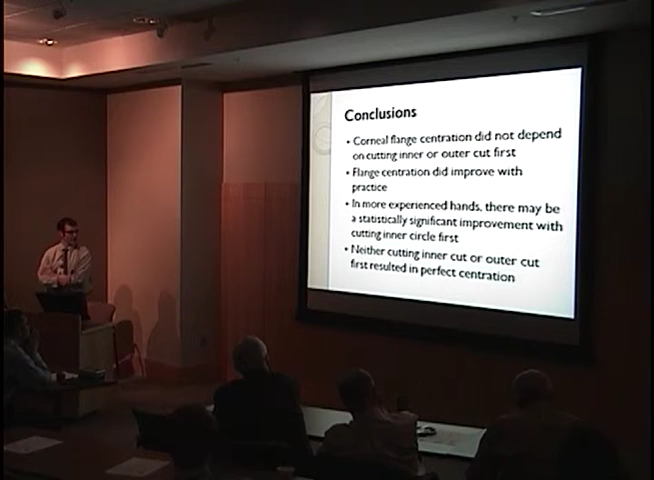 Conclusions
• Corneal flange centration did not depend
on cutting inner or outer cut first
• Flange centration did improve with
practice
• In more experienced hands, there may be
a statistically significant improvement with
cutting inner circle first
• Neither cutting inner cut or outer cut
first resulted in perfect centration